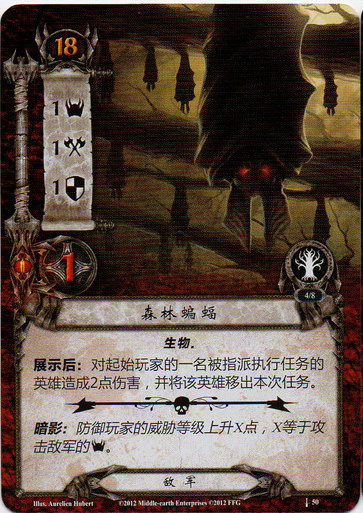 18
1
1
1
1
4/8
森林蝙蝠
生物.
展示后：对起始玩家的一名被指派执行任务的
英雄造成2点伤害，并将该英雄移出本次任务。
暗影：防御玩家的威胁等级上升X点，X等于攻
击敌军的。
敌军
Illus. Aurelien Hubert ©2012 Middle-earth Enterprises ©2012 FFG 50